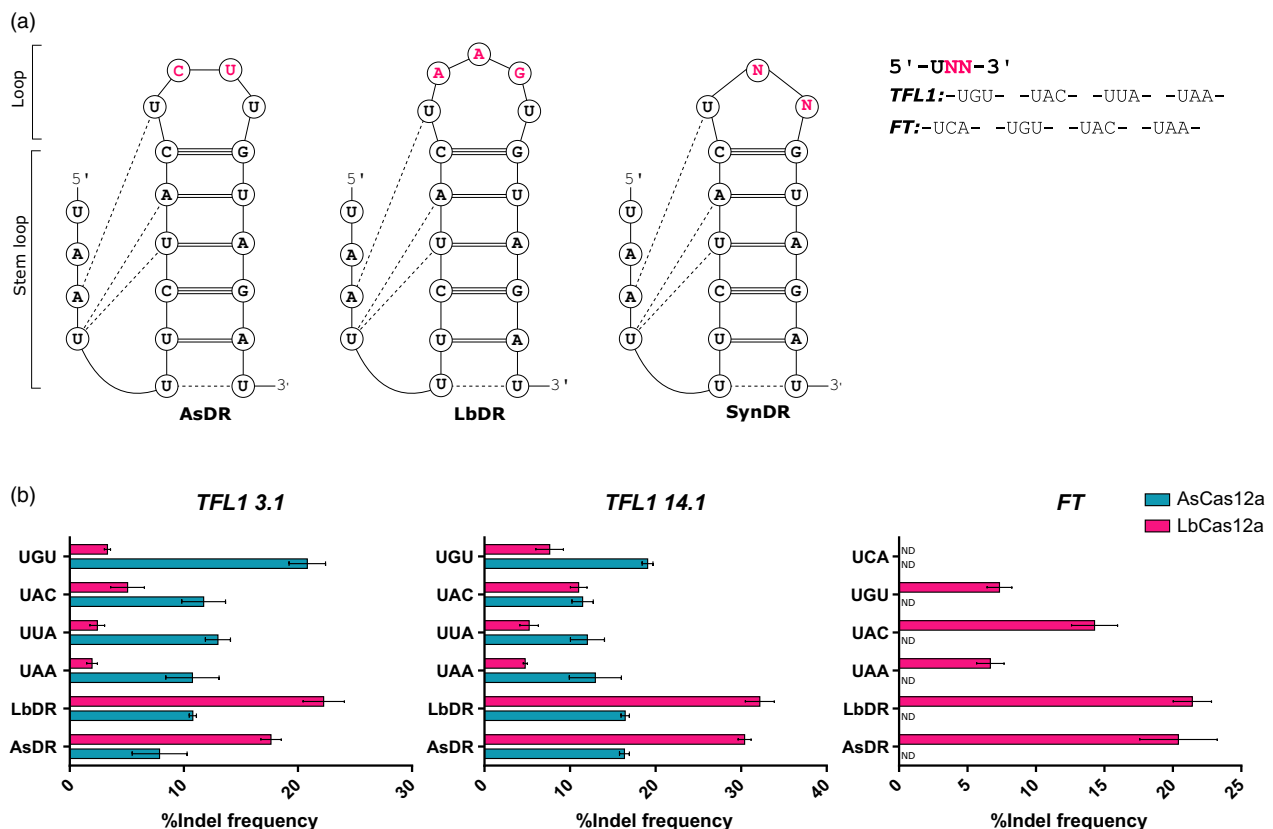 (a)
Loop
Stem loop
5'
U
A
A
U
U
C
U
U
C
G
A
U
U
A
C
G
U
A
U
U
3'
AsDR
5'
U
A
A
U
U
A
A
G
U
C
G
A
U
U
A
C
G
U
A
U
U
3'
LbDR
5'
U
A
A
U
U
N
N
C
G
A
U
U
A
C
G
U
A
U
U
3'
SynDR
5'-UNN-3'
TFL1:-UGU- -UAC- -UUA- -UAA-
FT:-UCA- -UGU- -UAC- -UAA-
(b)
TFL1 3.1
UGU
UAC
UUA
UAA
LbDR
AsDR
0 10 20 30
%Indel frequency
TFL1 14.1
UGU
UAC
UUA
UAA
LbDR
AsDR
0 10 20 30 40
%Indel frequency
FT
AsCas12a
LbCas12a
UCA ND
ND
UGU
ND
UAC
ND
UAA
ND
LbDR
ND
AsDR
ND
0 5 10 15 20 25
%Indel frequency